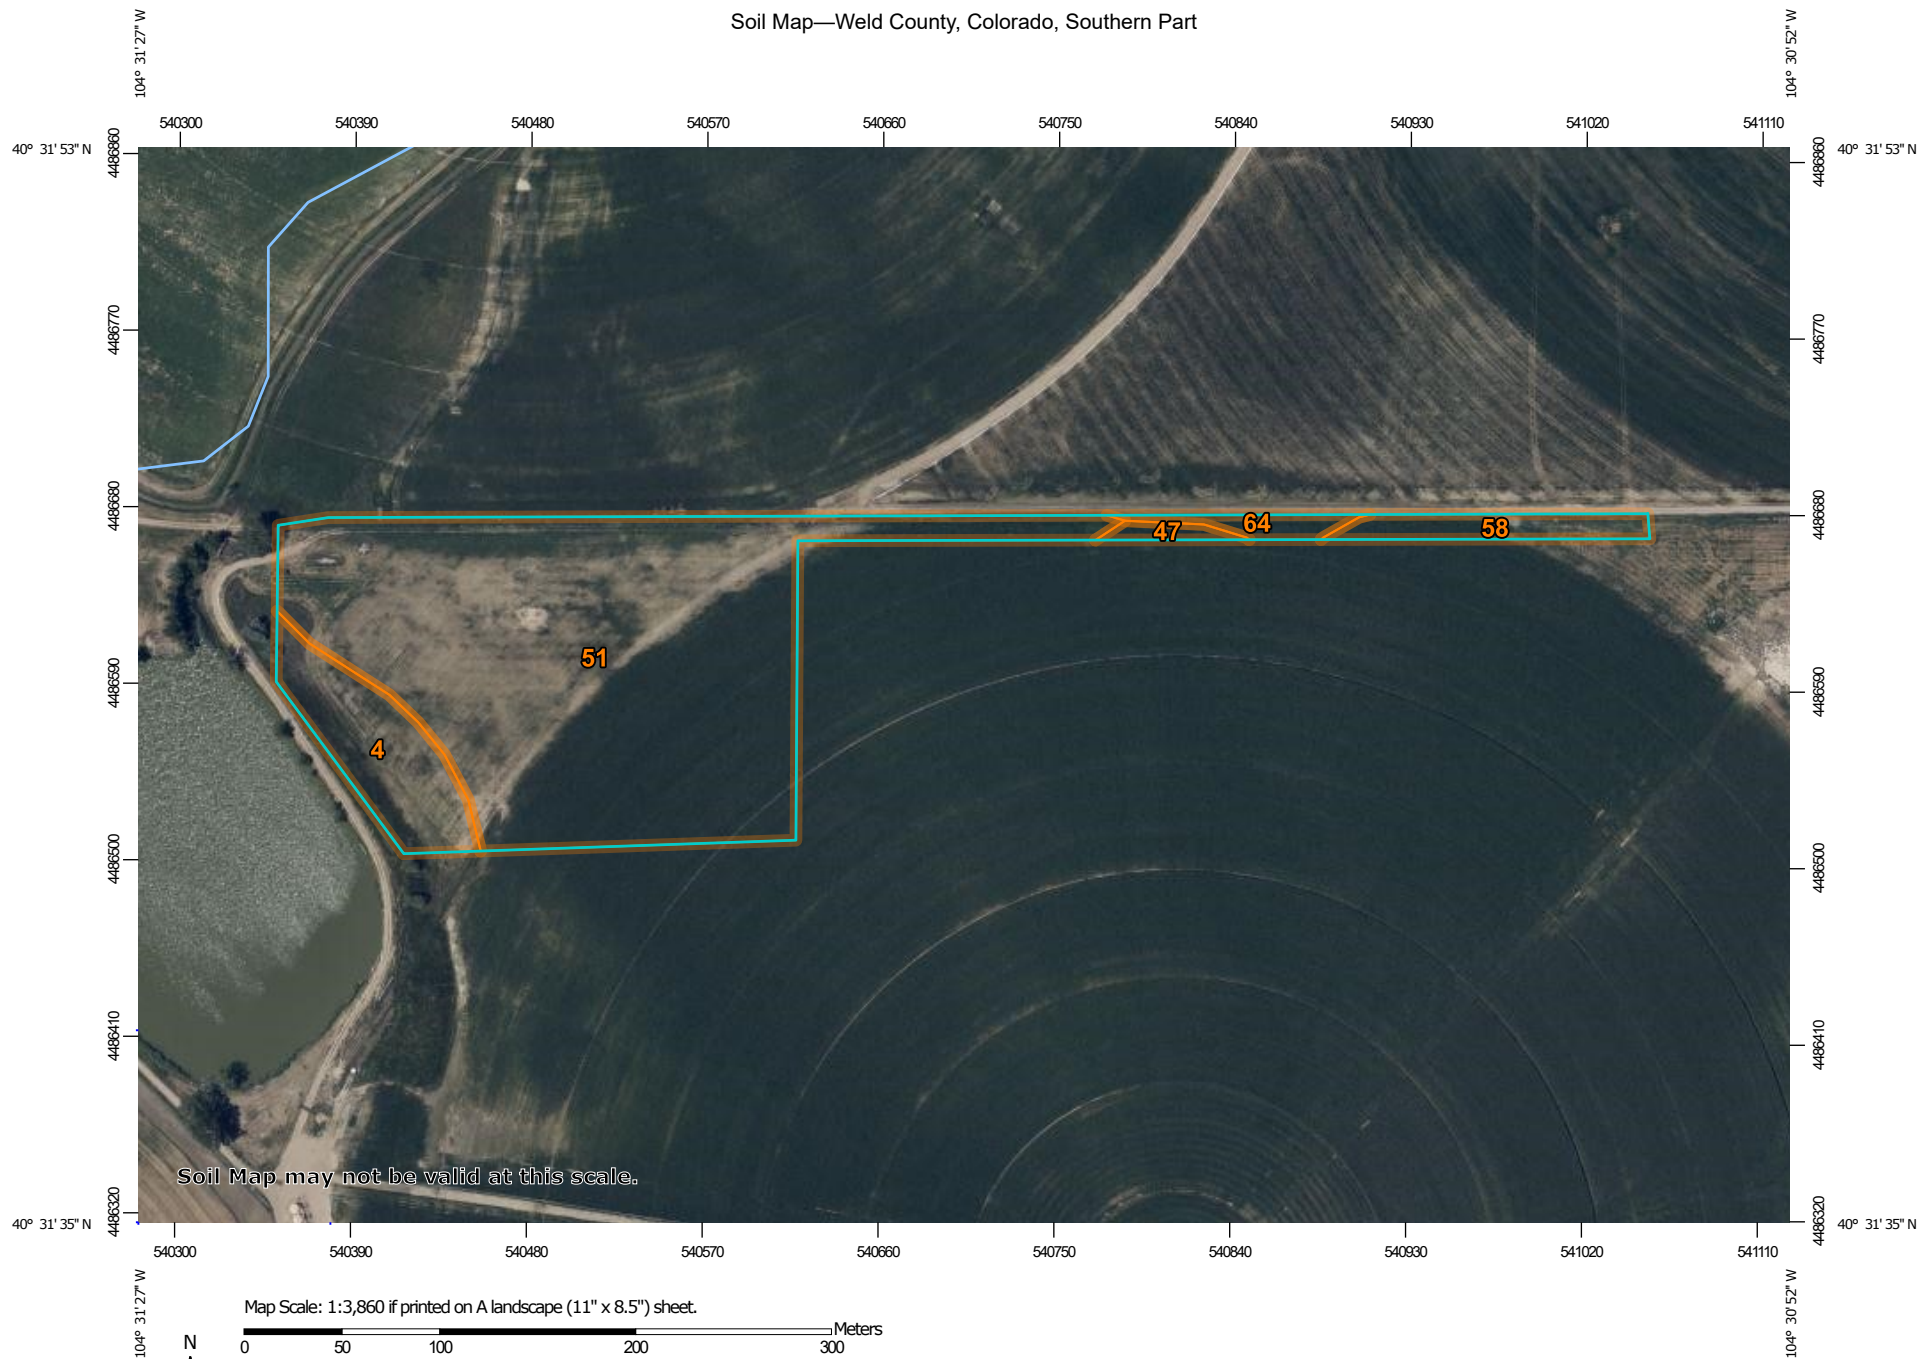 Soil Map—Weld County, Colorado, Southern Part
104° 31' 27" W
104° 30' 52" W
540300 540390 540480 540570 540660 540750 540840 540930 541020 541110
40° 31' 53" N
40° 31' 53" N
4486860
4486860
4486770
4486770
4486680
4486680
47 64 58
51
4486590
4486590
4
4486500
4486500
4486410
4486410
Soil Map may not be valid at this scale.
4486320
4486320
40° 31' 35" N
40° 31' 35" N
540300 540390 540480 540570 540660 540750 540840 540930 541020 541110
104° 31' 27" W
104° 30' 52" W
Map Scale: 1:3,860 if printed on A landscape (11" x 8.5") sheet.
Meters
N
0 50 100 200 300